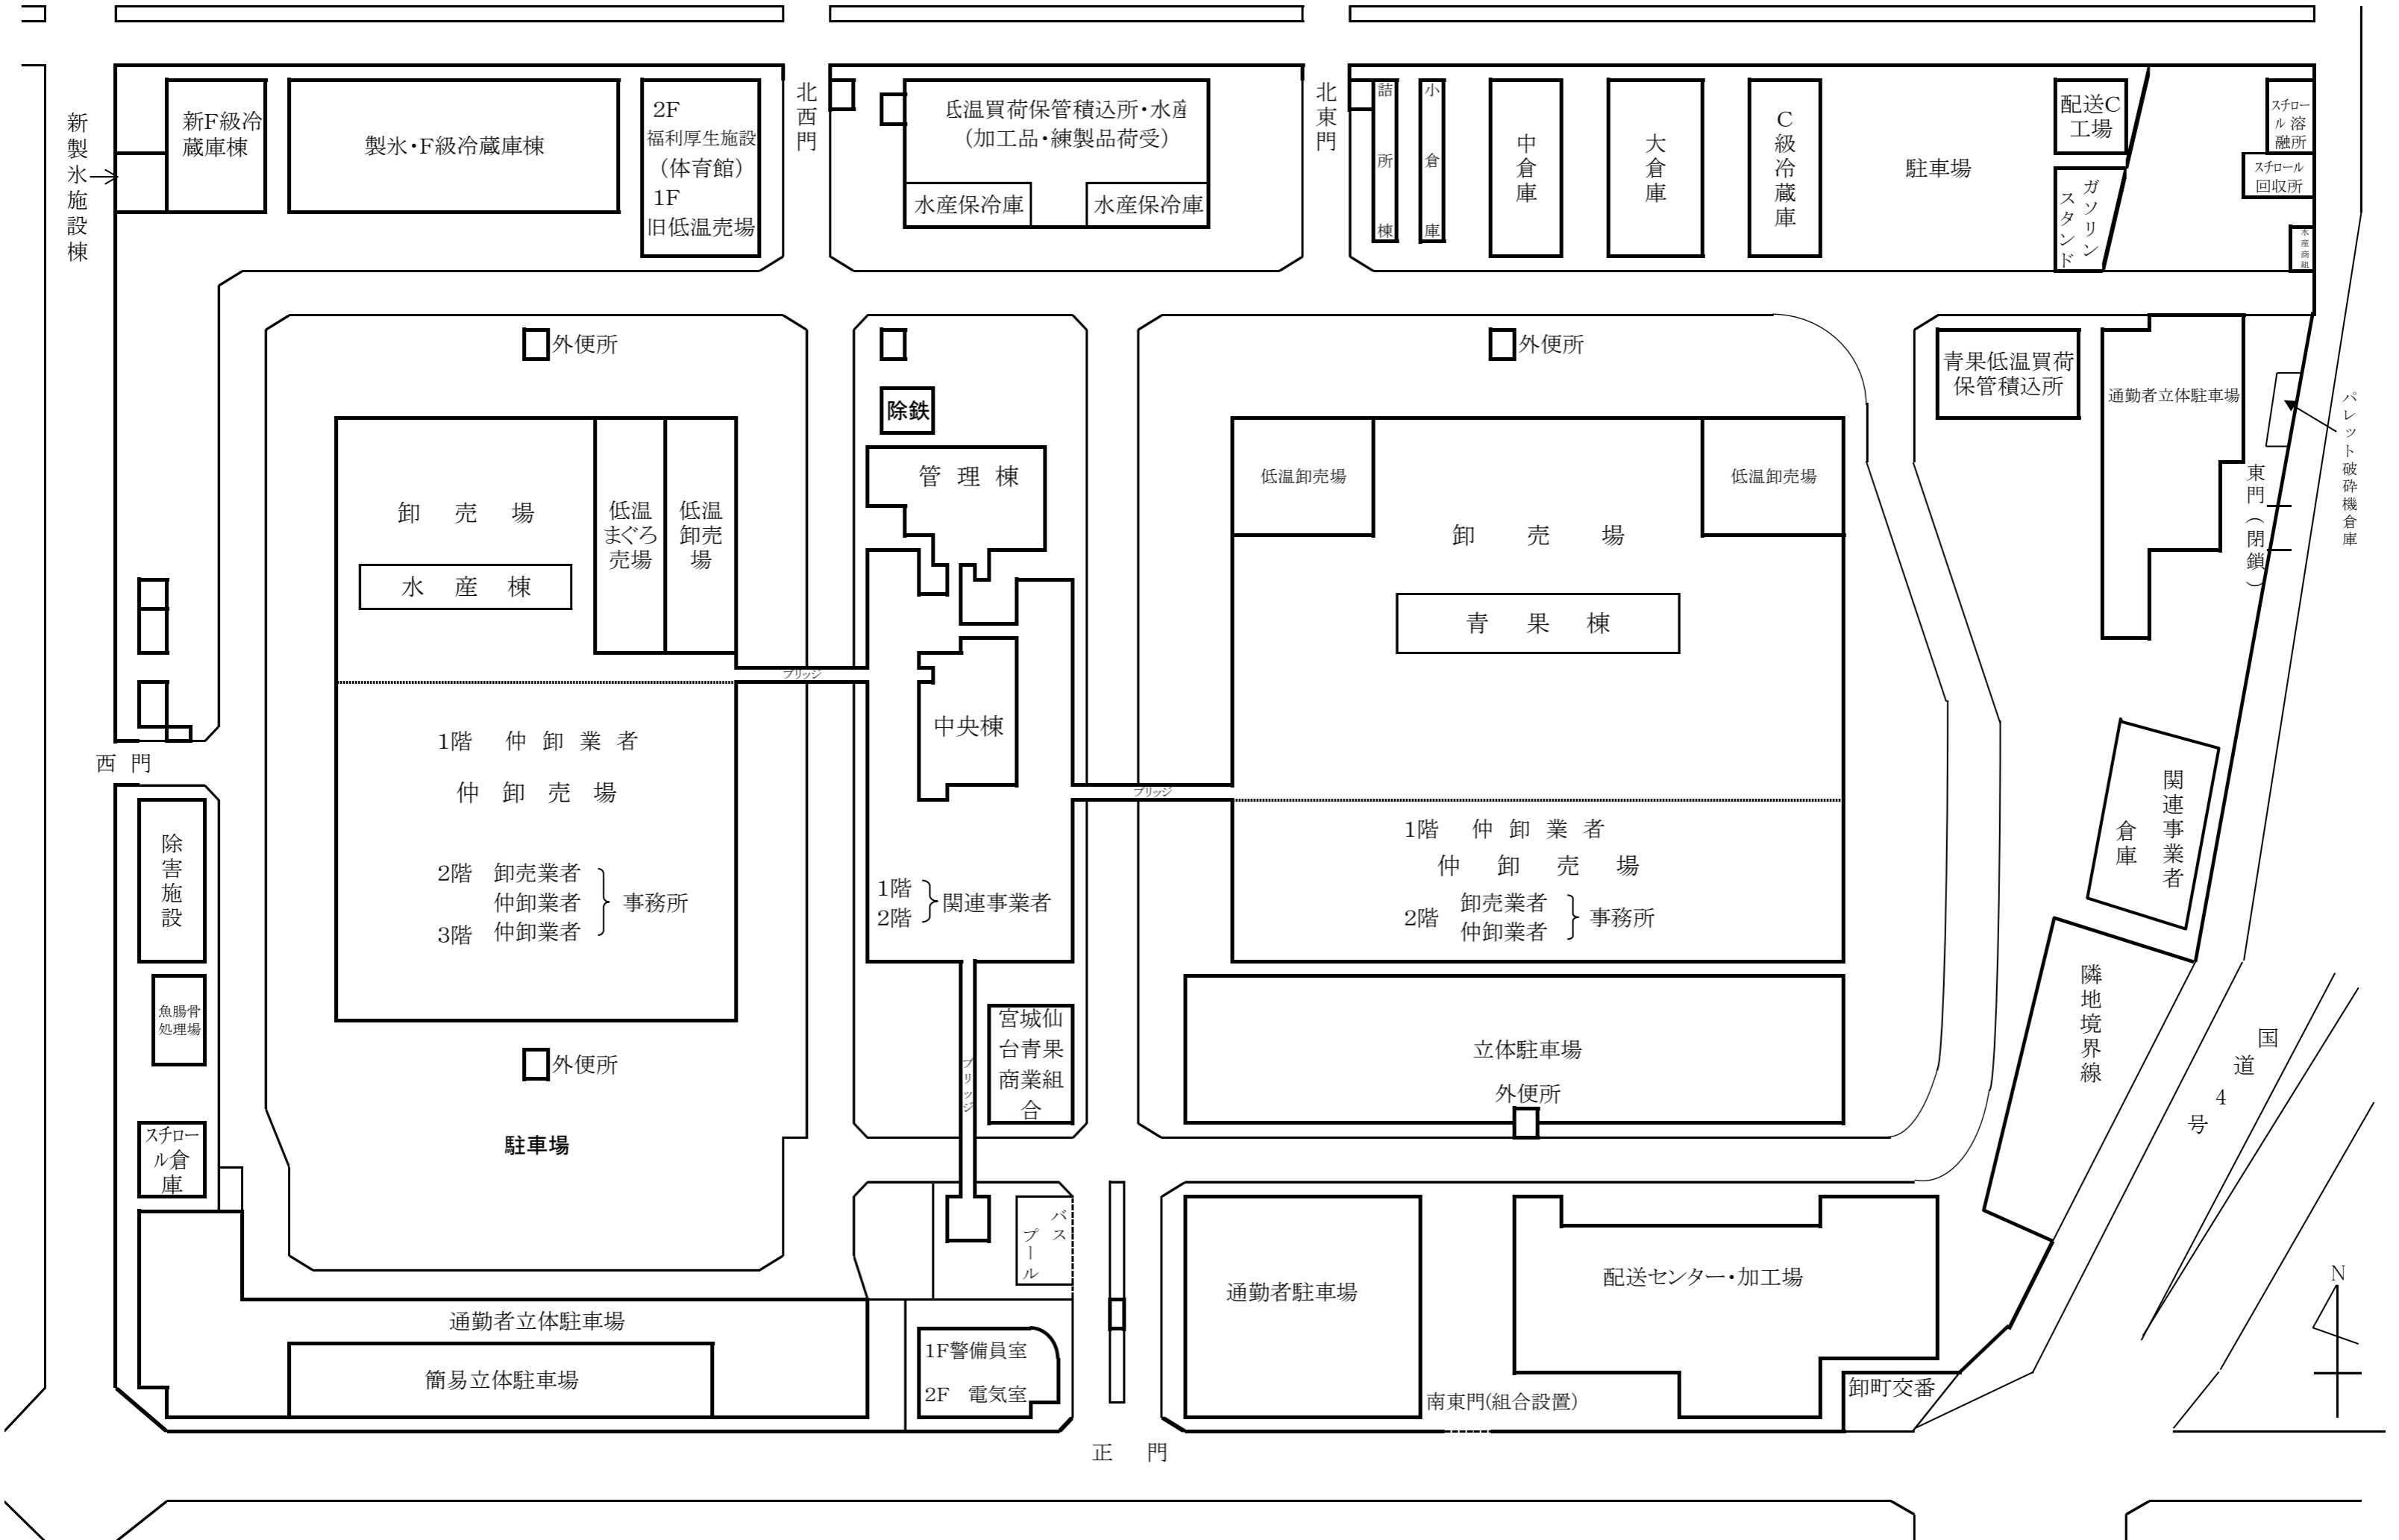 新製氷施設棟
新F級冷
蔵庫棟
製氷・F級冷蔵庫棟
2F
福利厚生施設
(体育館)
1F
旧低温売場
北西門
低温買荷保管積込所・水産
(加工品・練製品荷受)
水産保冷庫
水産保冷庫
北東門
詰所棟
小倉庫
中倉庫
大倉庫
C級冷蔵庫
駐車場
配送C
工場
ガソリン
スタンド
スチロー
ル溶
融所
スチロール
回収所
水産商組
外便所
除鉄
管理棟
外便所
青果低温買荷
保管積込所
通勤者立体駐車場
パレット破砕機倉庫
東門(閉鎖)
卸売場
水産棟
低温
まぐろ
売場
低温
卸売
場
ブリッジ
低温卸売場
低温卸売場
卸売場
青果棟
中央棟
ブリッジ
西門
1階 仲卸業者
仲卸売場
2階 卸売業者
仲卸業者
3階 仲卸業者
事務所
1階
2階
関連事業者
1階 仲卸業者
仲卸売場
2階
卸売業者
仲卸業者
事務所
関連事業者
倉庫
除害施設
魚腸骨
処理場
スチロー
ル倉
庫
外便所
駐車場
ブリッジ
宮城仙
台青果
商業組
合
立体駐車場
外便所
隣地境界線
国道4号
バス
プール
通勤者立体駐車場
簡易立体駐車場
1F警備員室
2F 電気室
通勤者駐車場
配送センター・加工場
南東門(組合設置)
卸町交番
正門
N